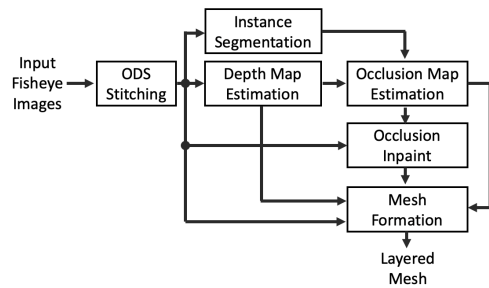 Instance
Segmentation
Input
Fisheye
Images
ODS
Stitching
Depth Map
Estimation
Occlusion Map
Estimation
Occlusion
Inpaint
Mesh
Formation
Layered
Mesh